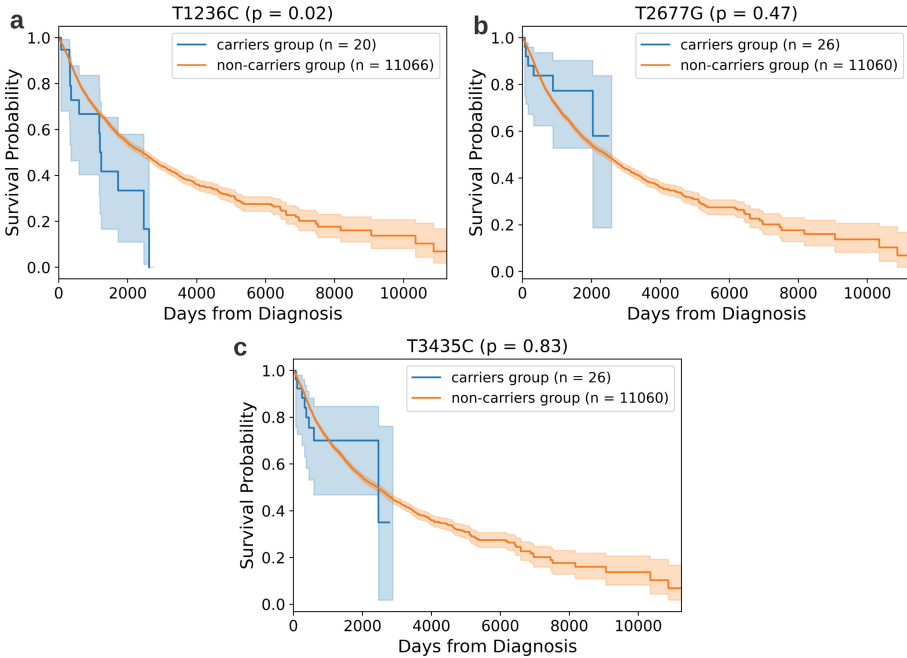 a
T1236C (p = 0.02)
carriers group (n = 20)
non-carriers group (n = 11066)
Survival Probability
1.0
0.8
0.6
0.4
0.2
0.0
0 2000 4000 6000 8000 10000
Days from Diagnosis
b
T2677G (p = 0.47)
carriers group (n = 26)
non-carriers group (n = 11060)
Survival Probability
1.0
0.8
0.6
0.4
0.2
0.0
0 2000 4000 6000 8000 10000
Days from Diagnosis
c
T3435C (p = 0.83)
carriers group (n = 26)
non-carriers group (n = 11060)
Survival Probability
1.0
0.8
0.6
0.4
0.2
0.0
0 2000 4000 6000 8000 10000
Days from Diagnosis